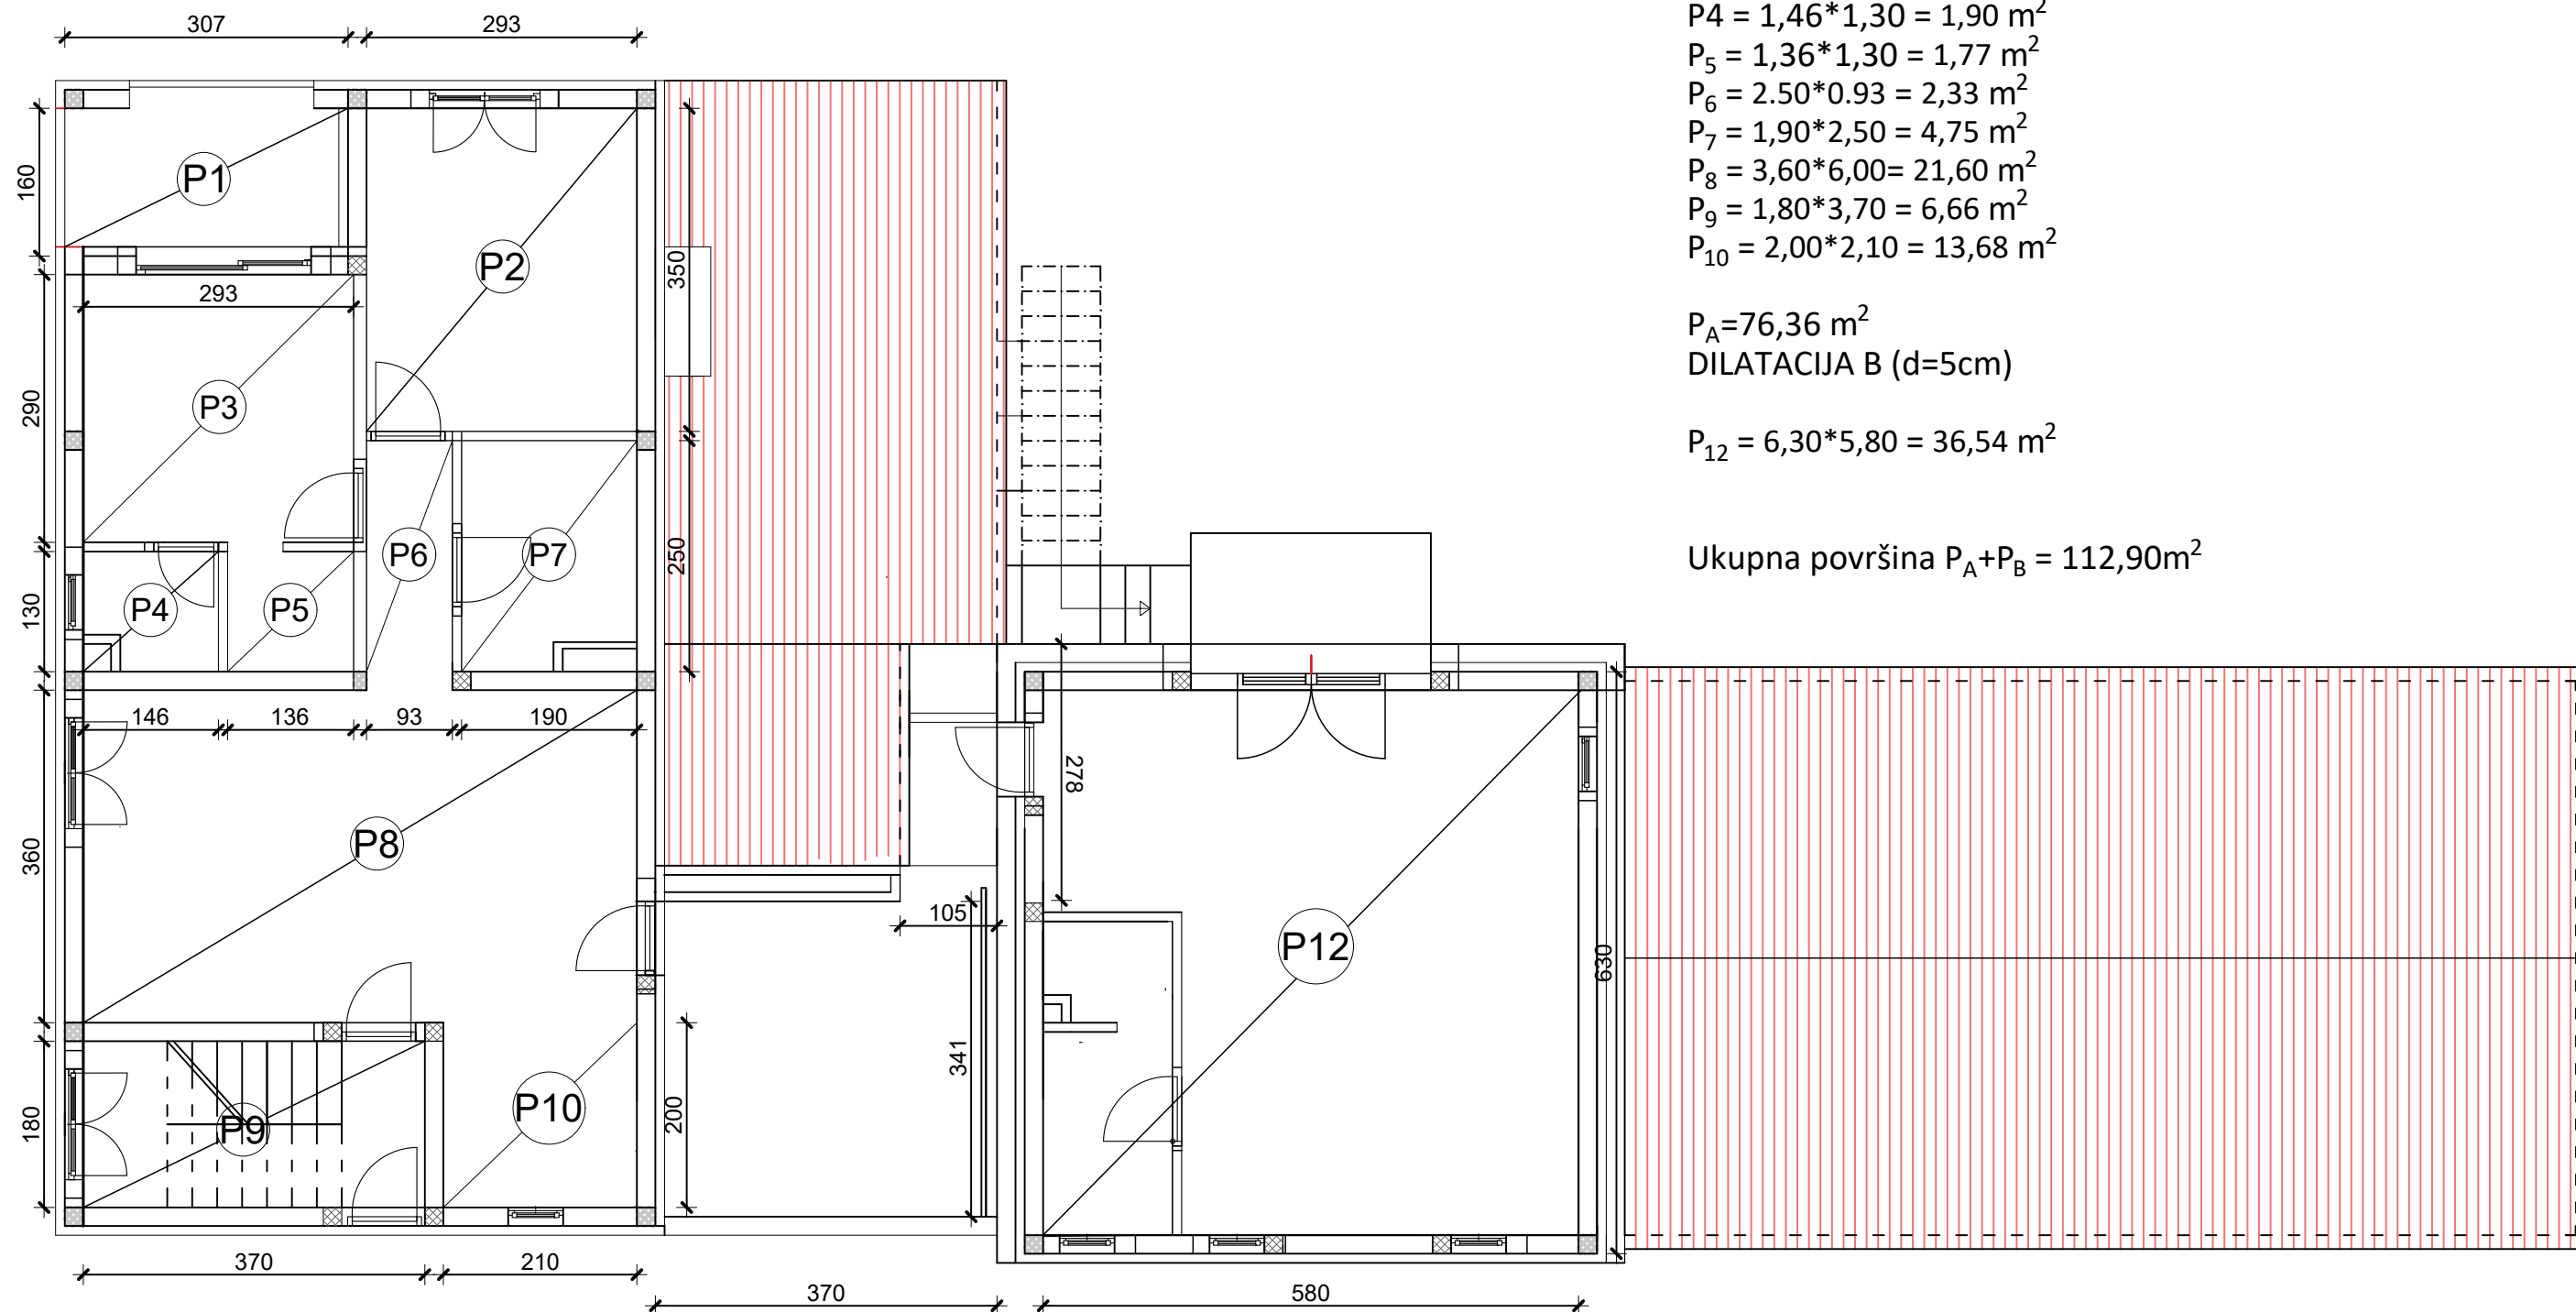 307
293
P4 = 1,46*1,30 = 1,90 m²
P₅ = 1,36*1,30 = 1,77 m²
P₆ = 2.50*0.93 = 2,33 m²
P₇ = 1,90*2,50 = 4,75 m²
P₈ = 3,60*6,00= 21,60 m²
P₉ = 1,80*3,70 = 6,66 m²
P₁₀ = 2,00*2,10 = 13,68 m²
P_A=76,36 m²
DILATACIJA B (d=5cm)
P₁₂ = 6,30*5,80 = 36,54 m²
Ukupna površina P_A+P_B = 112,90m²
160
P1
P2
350
293
290
P3
P6
P7
250
130
P4
P5
146
136
93
190
278
360
P8
105
P12
630
341
200
180
P9
P10
370
210
370
580